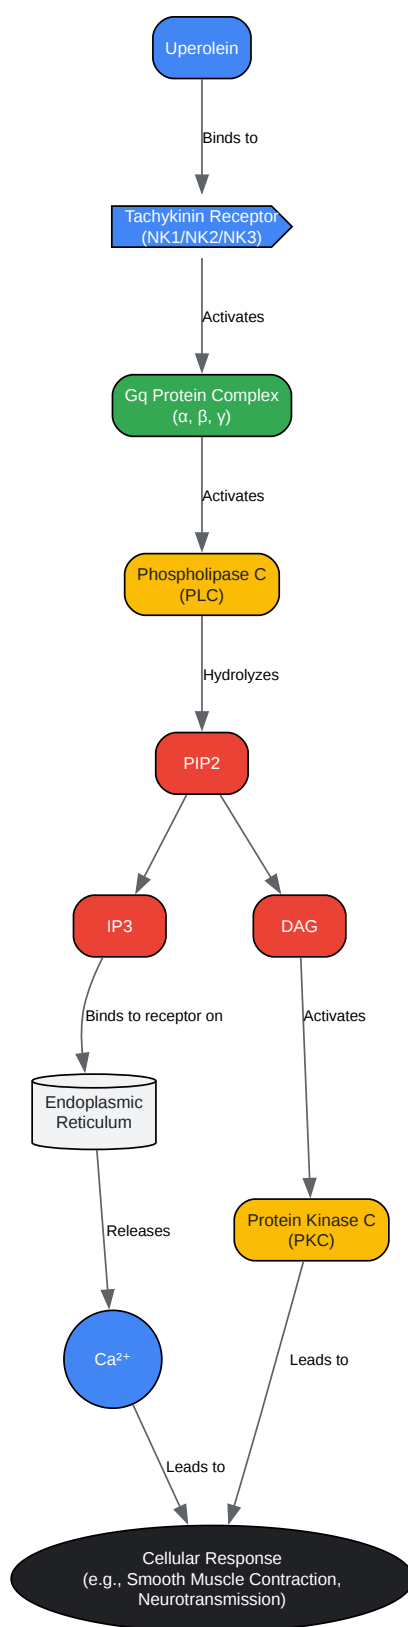 Uperolein
Binds to
Tachykinin Receptor
(NK1/NK2/NK3)
Activates
Gq Protein Complex
(α, β, γ)
Activates
Phospholipase C
(PLC)
Hydrolyzes
PIP2
IP3
DAG
Binds to receptor on
Activates
Endoplasmic
Reticulum
Protein Kinase C
(PKC)
Releases
Ca²⁺
Leads to
Leads to
Cellular Response
(e.g., Smooth Muscle Contraction,
Neurotransmission)